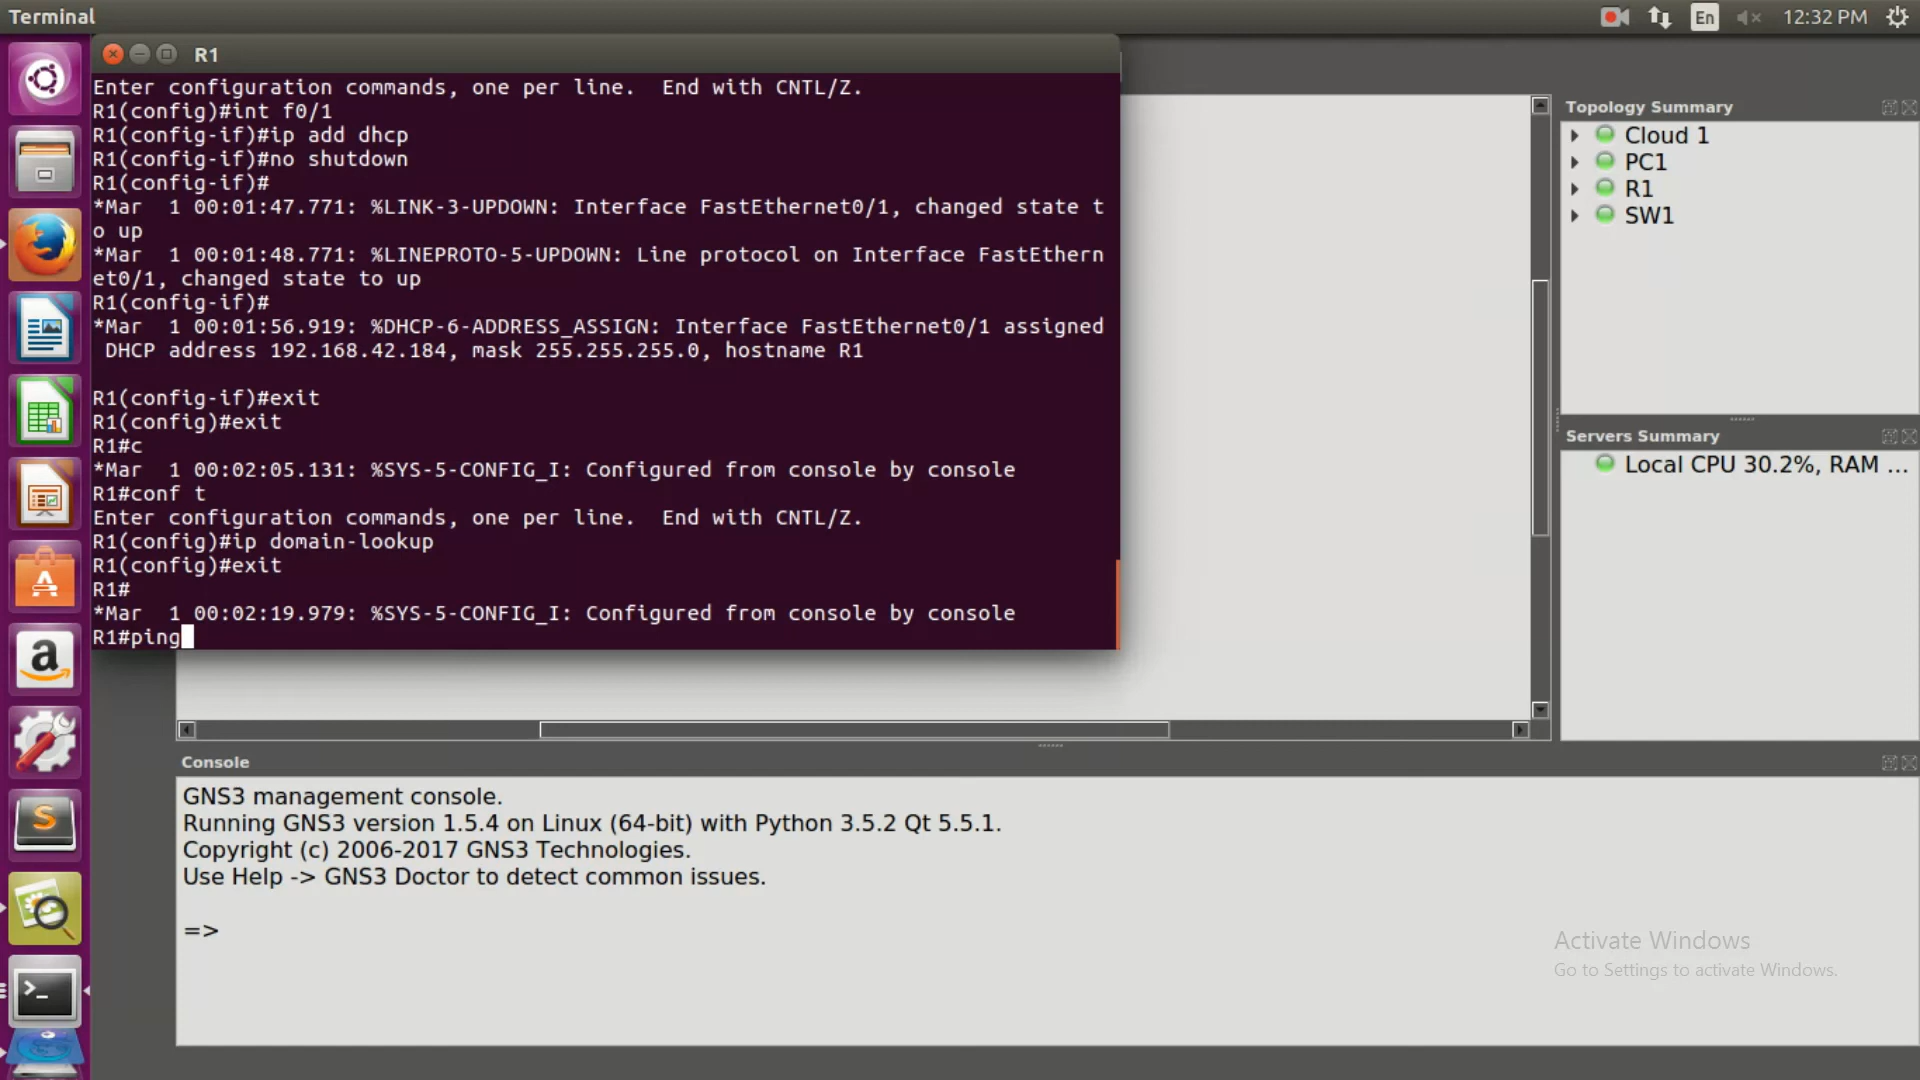 Terminal
En
12:32 PM
R1
Enter configuration commands, one per line.  End with CNTL/Z.
R1(config)#int f0/1
R1(config-if)#ip add dhcp
R1(config-if)#no shutdown
R1(config-if)#
*Mar  1 00:01:47.771: %LINK-3-UPDOWN: Interface FastEthernet0/1, changed state t
o up
*Mar  1 00:01:48.771: %LINEPROTO-5-UPDOWN: Line protocol on Interface FastEthern
et0/1, changed state to up
R1(config-if)#
*Mar  1 00:01:56.919: %DHCP-6-ADDRESS_ASSIGN: Interface FastEthernet0/1 assigned
 DHCP address 192.168.42.184, mask 255.255.255.0, hostname R1
R1(config-if)#exit
R1(config)#exit
R1#c
*Mar  1 00:02:05.131: %SYS-5-CONFIG_I: Configured from console by console
R1#conf t
Enter configuration commands, one per line.  End with CNTL/Z.
R1(config)#ip domain-lookup
R1(config)#exit
R1#
*Mar  1 00:02:19.979: %SYS-5-CONFIG_I: Configured from console by console
R1#ping
Topology Summary
Cloud 1
PC1
R1
SW1
Servers Summary
Local CPU 30.2%, RAM ...
Console
GNS3 management console.
Running GNS3 version 1.5.4 on Linux (64-bit) with Python 3.5.2 Qt 5.5.1.
Copyright (c) 2006-2017 GNS3 Technologies.
Use Help -> GNS3 Doctor to detect common issues.
=>
Activate Windows
Go to Settings to activate Windows.